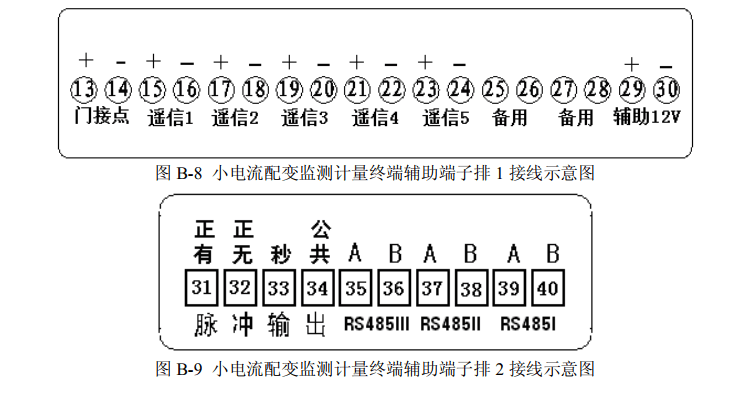 + - + - + - + - + - + - + -
13 14 15 16 17 18 19 20 21 22 23 24 25 26 27 28 29 30
门接点 遥信1 遥信2 遥信3 遥信4 遥信5 备用 备用 辅助12V
图 B-8 小电流配变监测计量终端辅助端子排 1 接线示意图
正 正 公
有 无 秒 共 A B A B A B
31 32 33 34 35 36 37 38 39 40
脉 冲 输 出 RS485III RS485II RS485I
图 B-9 小电流配变监测计量终端辅助端子排 2 接线示意图